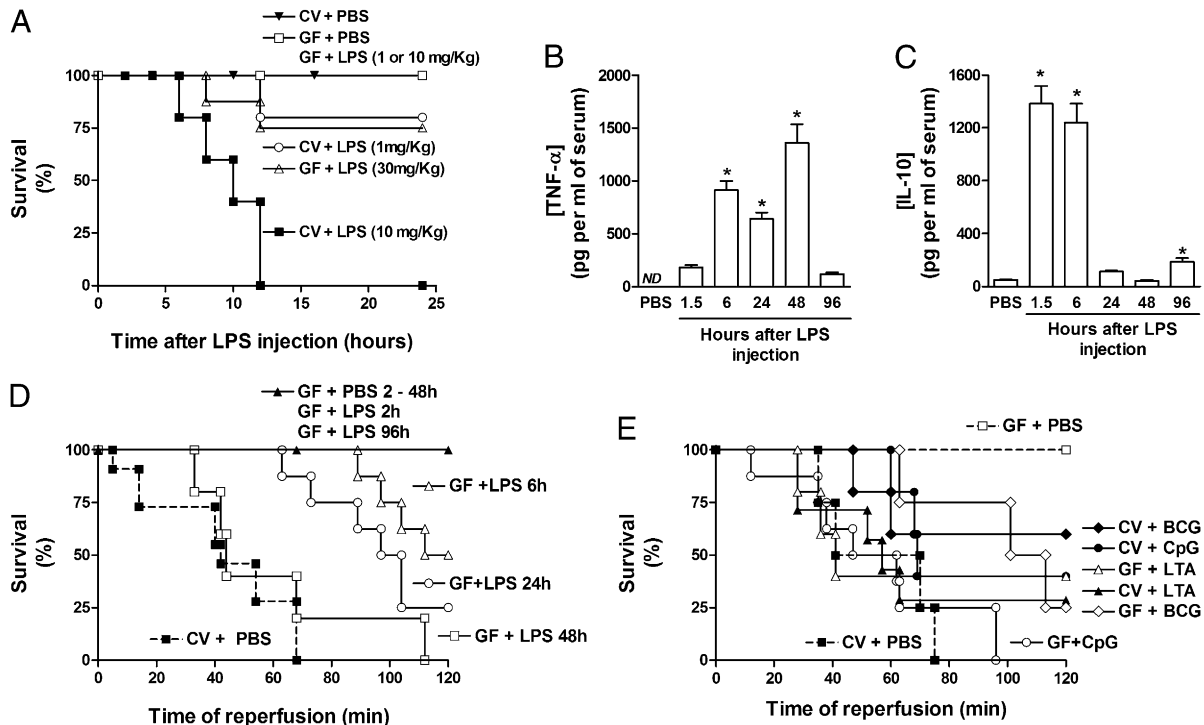 A
CV + PBS
GF + PBS
GF + LPS (1 or 10 mg/Kg)
100
75
50
25
0
Survival
(%)
CV + LPS (1mg/Kg)
GF + LPS (30mg/Kg)
CV + LPS (10 mg/Kg)
0 5 10 15 20 25
Time after LPS injection (hours)
B
2000
1500
1000
500
0
[TNF-α]
(pg per ml of serum)
* * *
ND
PBS 1.5 6 24 48 96
Hours after LPS
injection
C
1600
1200
800
400
0
[IL-10]
(pg per ml of serum)
* * *
PBS 1.5 6 24 48 96
Hours after LPS
injection
D
GF + PBS 2 - 48h
GF + LPS 2h
GF + LPS 96h
100
75
50
25
0
Survival
(%)
GF +LPS 6h
GF+LPS 24h
CV + PBS
GF + LPS 48h
0 20 40 60 80 100 120
Time of reperfusion (min)
E
GF + PBS
100
75
50
25
0
Survival
(%)
CV + BCG
CV + CpG
GF + LTA
CV + LTA
GF + BCG
CV + PBS
GF+CpG
0 20 40 60 80 100 120
Time of reperfusion (min)